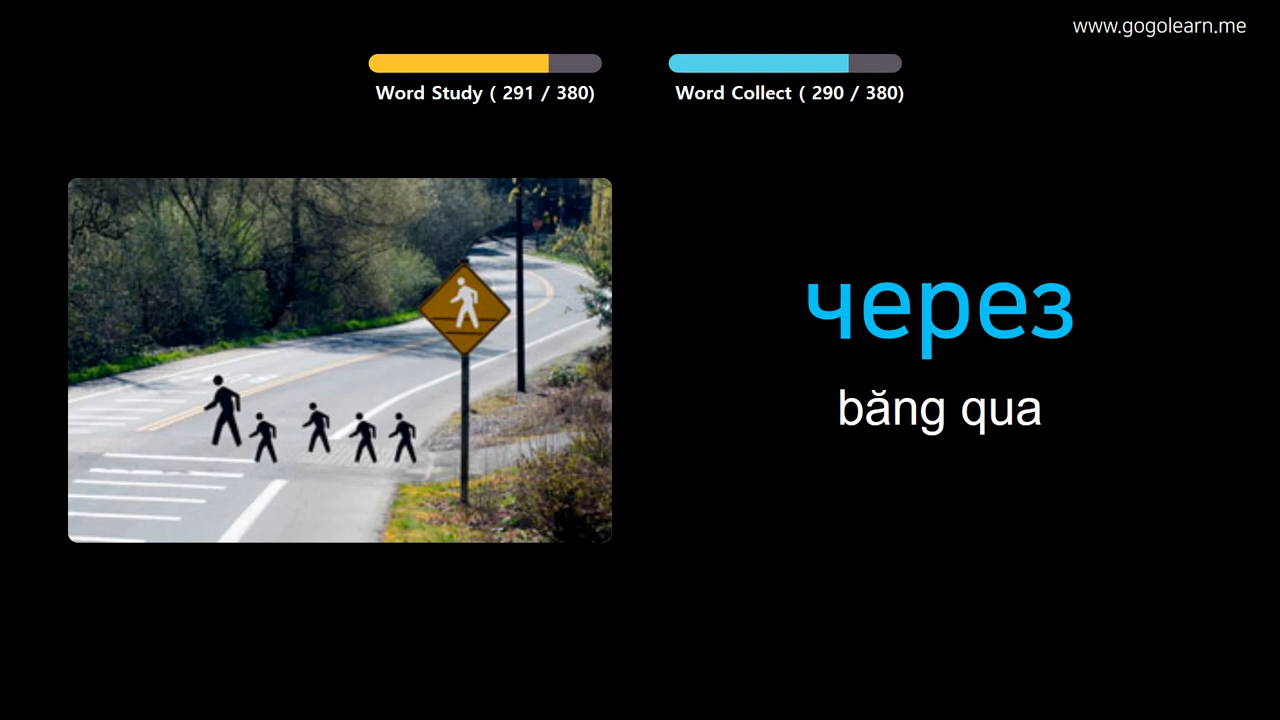 www.gogolearn.me
Word Study ( 291 / 380)
Word Collect ( 290 / 380)
через
băng qua